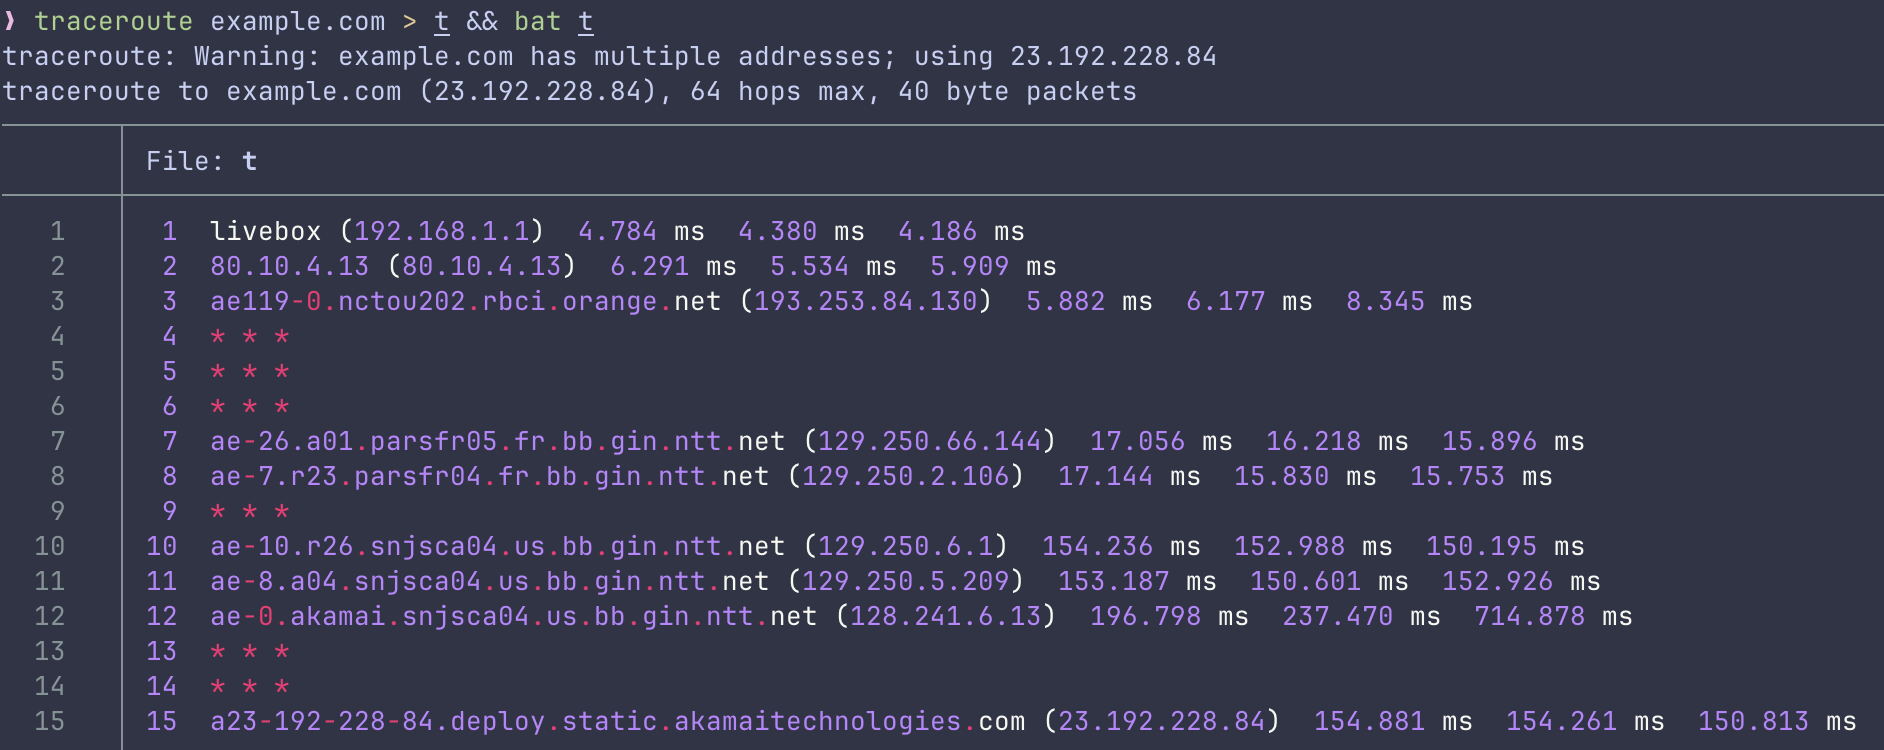 ❱ traceroute example.com > t && bat t
traceroute: Warning: example.com has multiple addresses; using 23.192.228.84
traceroute to example.com (23.192.228.84), 64 hops max, 40 byte packets
File: t
1 1 livebox (192.168.1.1) 4.784 ms 4.380 ms 4.186 ms
2 2 80.10.4.13 (80.10.4.13) 6.291 ms 5.534 ms 5.909 ms
3 3 ae119-0.nctou202.rbci.orange.net (193.253.84.130) 5.882 ms 6.177 ms 8.345 ms
4 4 * * *
5 5 * * *
6 6 * * *
7 7 ae-26.a01.parsfr05.fr.bb.gin.ntt.net (129.250.66.144) 17.056 ms 16.218 ms 15.896 ms
8 8 ae-7.r23.parsfr04.fr.bb.gin.ntt.net (129.250.2.106) 17.144 ms 15.830 ms 15.753 ms
9 9 * * *
10 10 ae-10.r26.snjsca04.us.bb.gin.ntt.net (129.250.6.1) 154.236 ms 152.988 ms 150.195 ms
11 11 ae-8.a04.snjsca04.us.bb.gin.ntt.net (129.250.5.209) 153.187 ms 150.601 ms 152.926 ms
12 12 ae-0.akamai.snjsca04.us.bb.gin.ntt.net (128.241.6.13) 196.798 ms 237.470 ms 714.878 ms
13 13 * * *
14 14 * * *
15 15 a23-192-228-84.deploy.static.akamaitechnologies.com (23.192.228.84) 154.881 ms 154.261 ms 150.813 ms